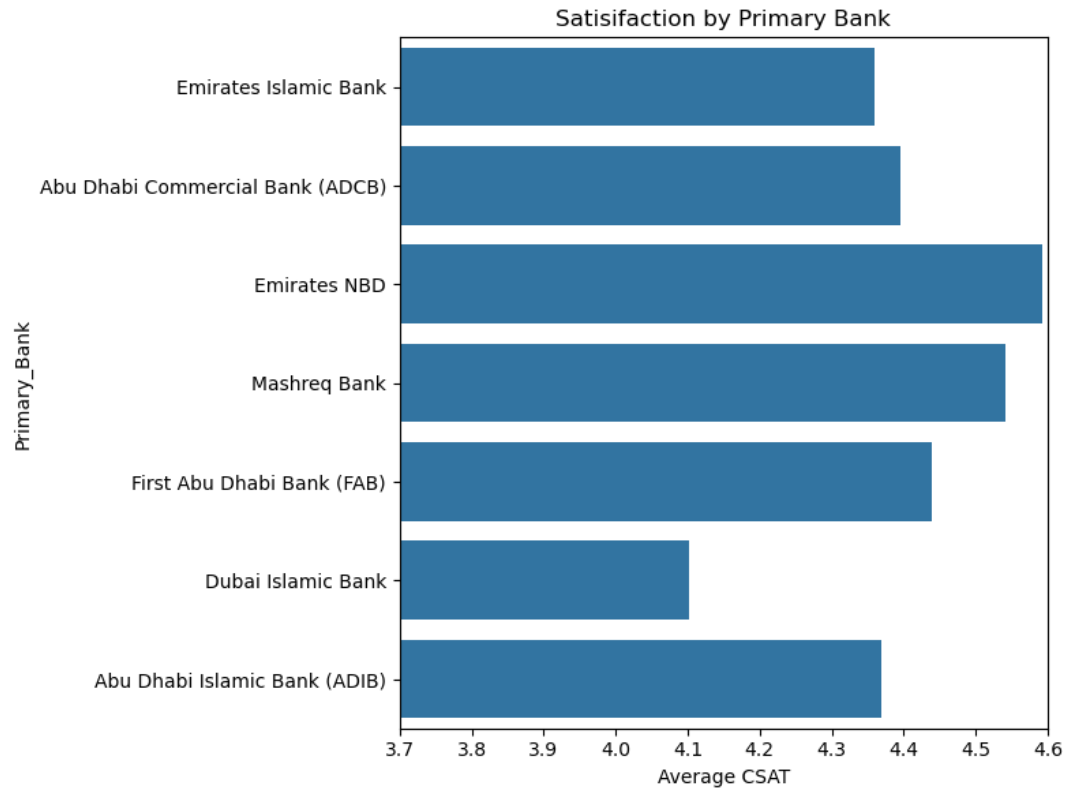 Satisifaction by Primary Bank
Emirates Islamic Bank
Abu Dhabi Commercial Bank (ADCB)
Emirates NBD
Mashreq Bank
First Abu Dhabi Bank (FAB)
Dubai Islamic Bank
Abu Dhabi Islamic Bank (ADIB)
Primary_Bank
3.7 3.8 3.9 4.0 4.1 4.2 4.3 4.4 4.5 4.6
Average CSAT